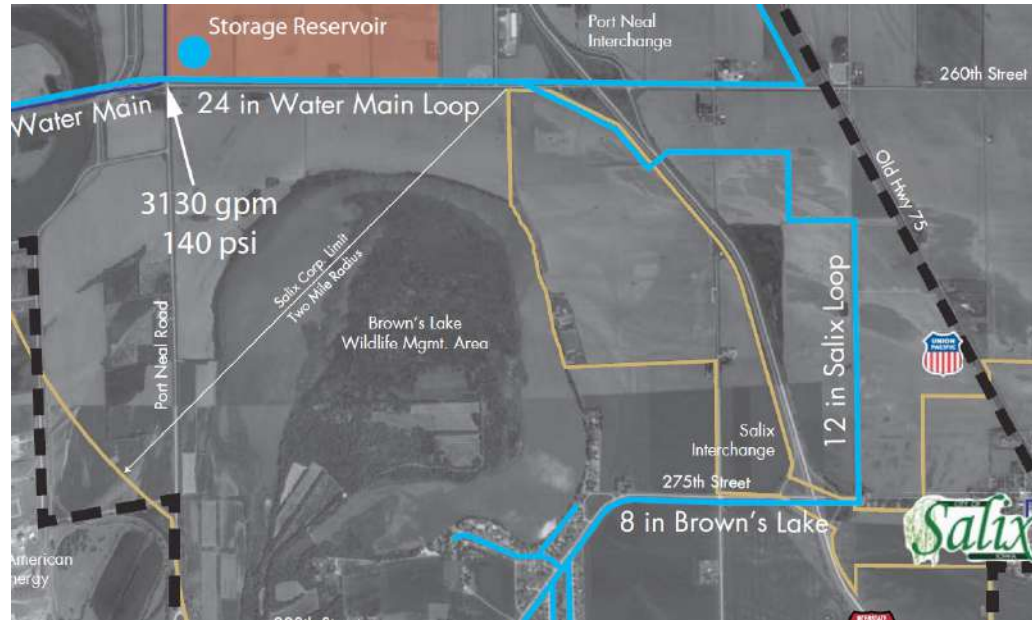 Storage Reservoir
Port Neal
Interchange
260th Street
Water Main
24 in Water Main Loop
3130 gpm
140 psi
Old Hwy 75
Salix Corp. Limit
Two Mile Radius
Port Neal Road
Brown's Lake
Wildlife Mgmt. Area
12 in Salix Loop
UNION
PACIFIC
Salix
Interchange
275th Street
8 in Brown's Lake
Salix
American